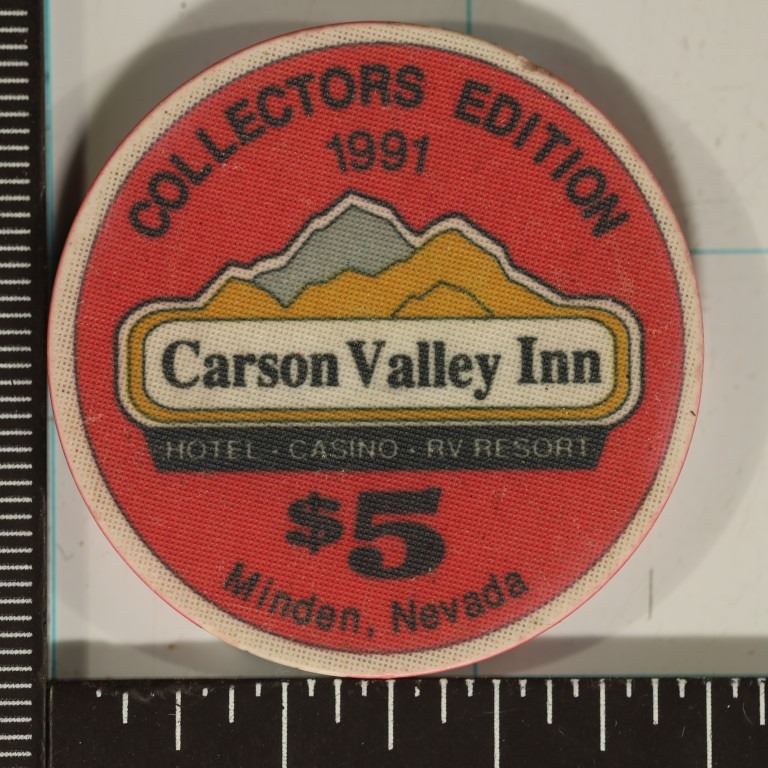 COLLECTORS EDITION
1991
Carson Valley Inn
HOTEL · CASINO · RV RESORT
$5
Minden, Nevada